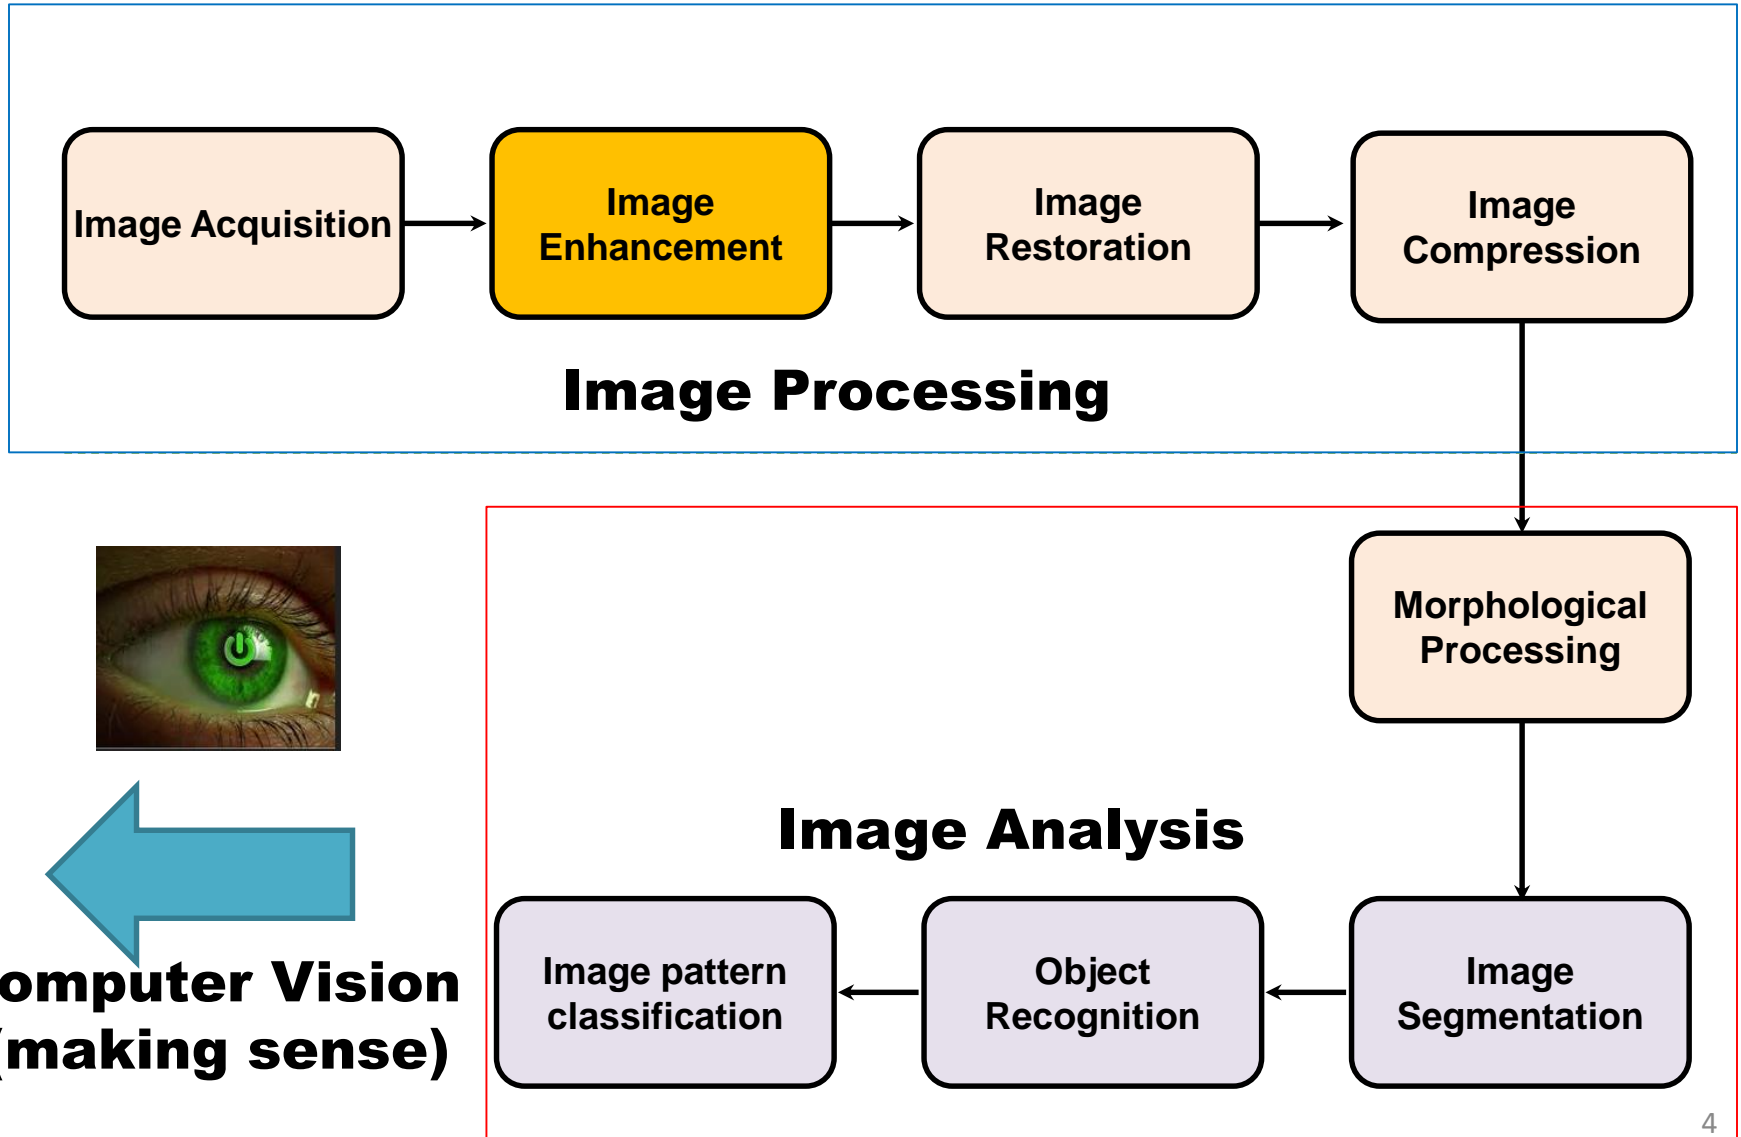 Image Acquisition
Image
Enhancement
Image
Restoration
Image
Compression
Image Processing
Morphological
Processing
Image Analysis
Image pattern
classification
Object
Recognition
Image
Segmentation
omputer Vision
(making sense)
4